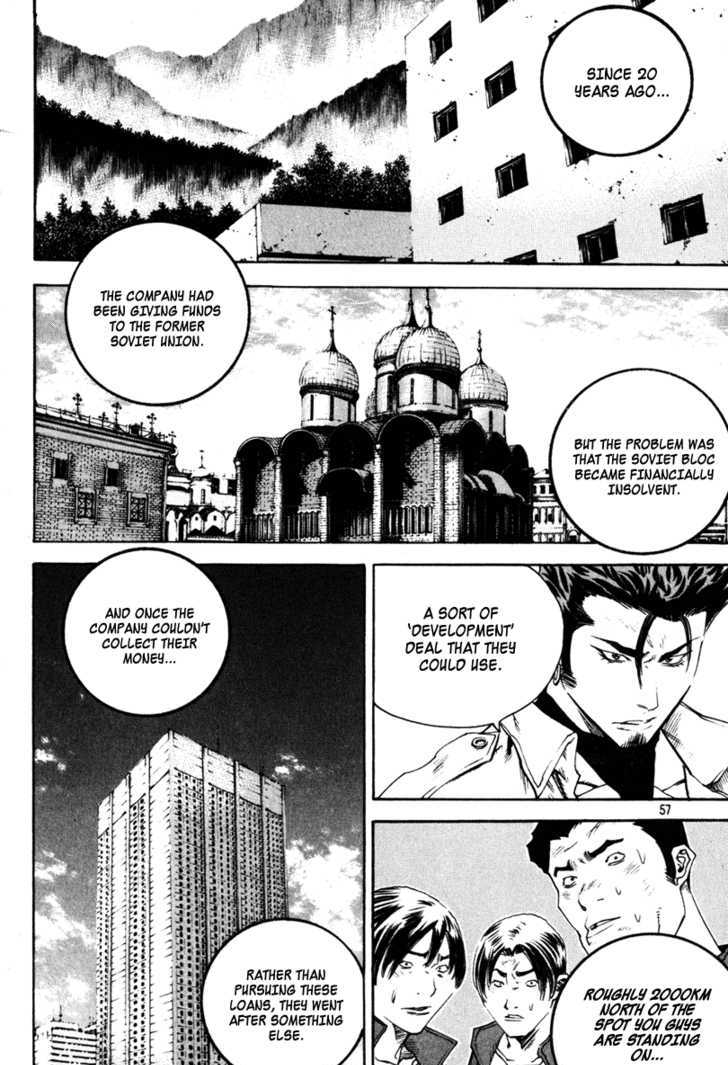 SINCE 20
YEARS AGO...
THE COMPANY HAD
BEEN GIVING FUNDS
TO THE FORMER
SOVIET UNION.
BUT THE PROBLEM WAS
THAT THE SOVIET BLOC
BECAME FINANCIALLY
INSOLVENT.
AND ONCE THE
COMPANY COULDN'T
COLLECT THEIR
MONEY...
RATHER THAN
PURSUING THESE
LOANS, THEY WENT
AFTER SOMETHING
ELSE.
A SORT OF
'DEVELOPMENT'
DEAL THAT THEY
COULD USE.
57
ROUGHLY 2000KM
NORTH OF THE
SPOT YOU GUYS
ARE STANDING
ON...